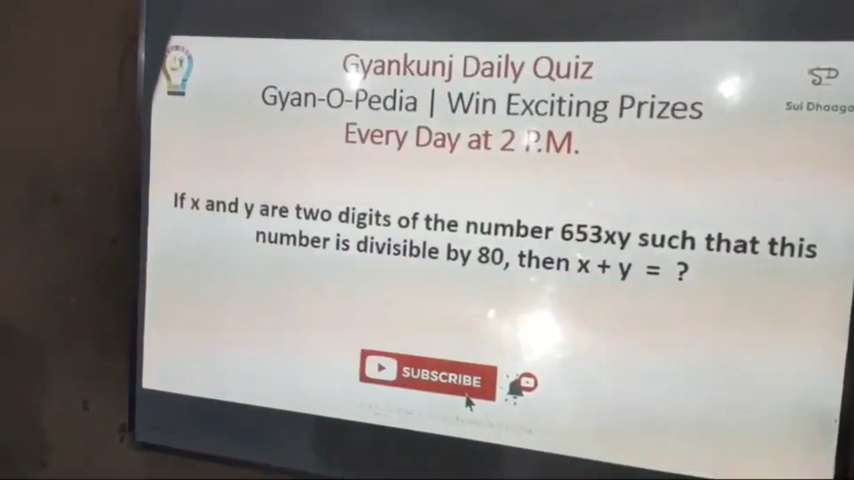 Gyankunj Daily Quiz
Gyan-O-Pedia | Win Exciting Prizes
Every Day at 2 P.M.
SD
Sui Dhaaga
If x and y are two digits of the number 653xy such that this
number is divisible by 80, then x + y = ?
SUBSCRIBE